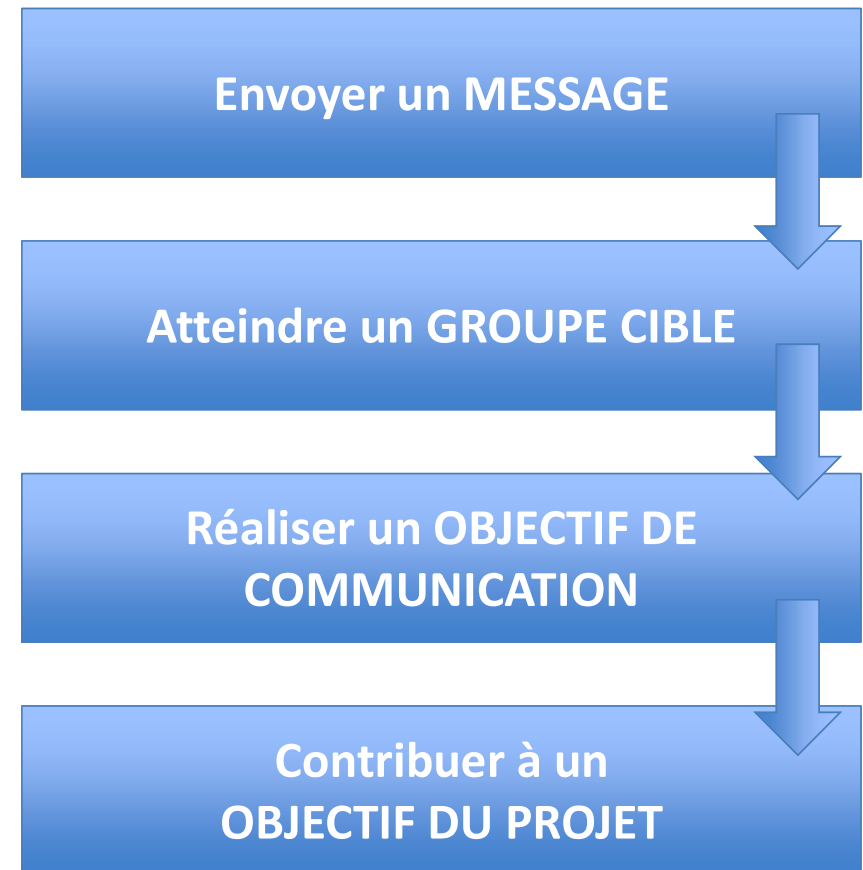 Envoyer un MESSAGE
Atteindre un GROUPE CIBLE
Réaliser un OBJECTIF DE
COMMUNICATION
Contribuer à un
OBJECTIF DU PROJET